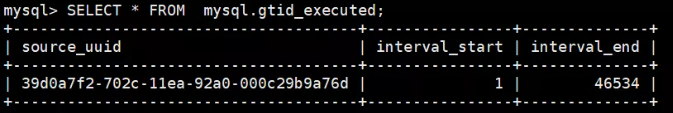 mysql> SELECT * FROM  mysql.gtid_executed;
+--------------------------------------+----------------+--------------+
| source_uuid                          | interval_start | interval_end |
+--------------------------------------+----------------+--------------+
| 39d0a7f2-702c-11ea-92a0-000c29b9a76d |              1 |        46534 |
+--------------------------------------+----------------+--------------+